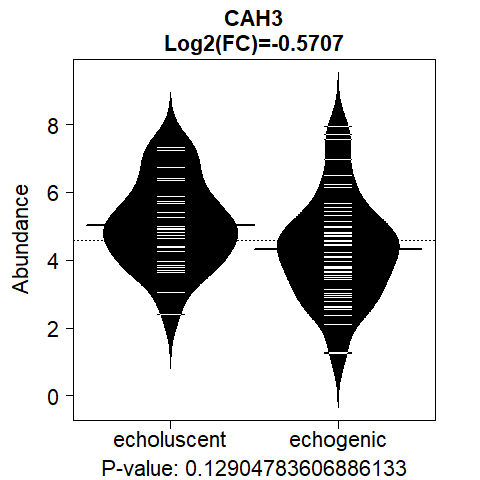 CAH3
Log2(FC)=-0.5707
Abundance
8
6
4
2
0
echoluscent echogenic
P-value: 0.12904783606886133